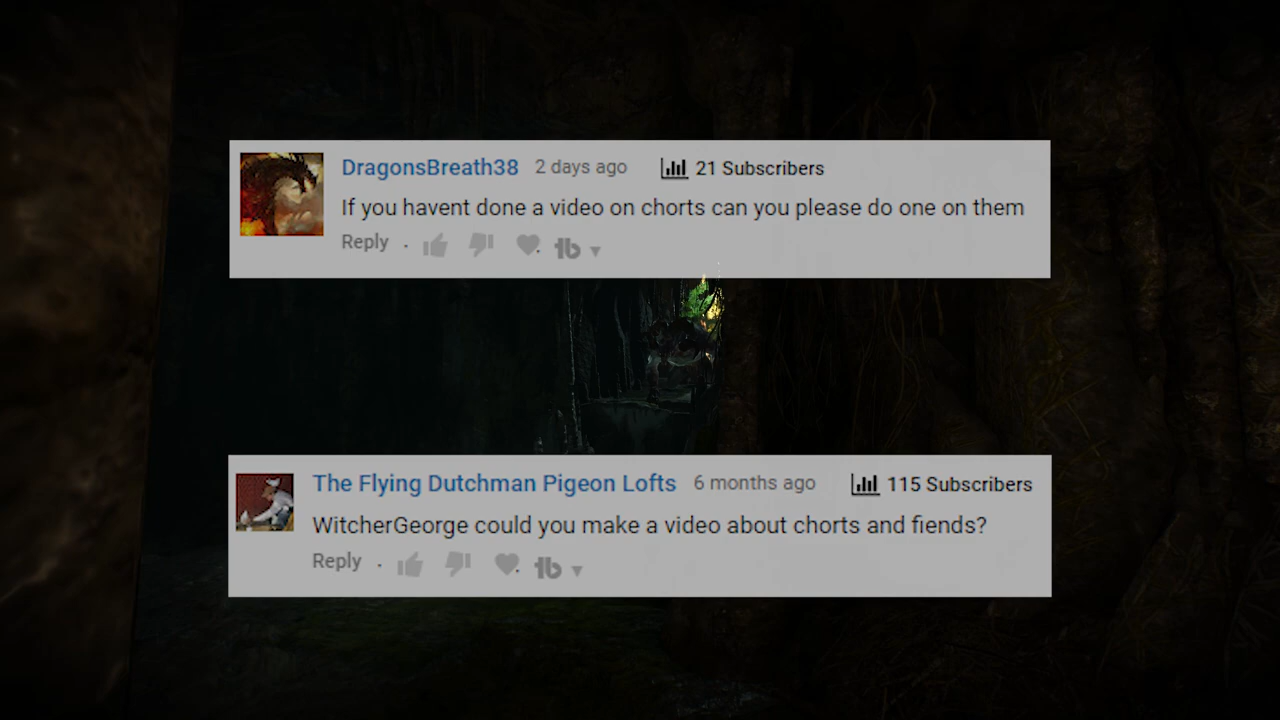 DragonsBreath38 2 days ago 21 Subscribers
If you havent done a video on chorts can you please do one on them
Reply
The Flying Dutchman Pigeon Lofts 6 months ago 115 Subscribers
WitcherGeorge could you make a video about chorts and fiends?
Reply